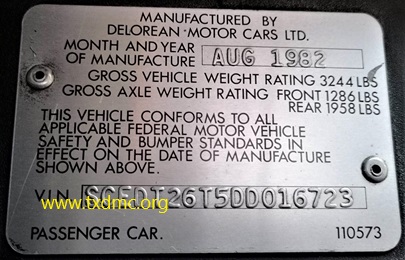 MANUFACTURED BY
DELOREAN MOTOR CARS LTD.
MONTH AND YEAR
OF MANUFACTURE AUG 1982
GROSS VEHICLE WEIGHT RATING 3244 LBS
GROSS AXLE WEIGHT RATING FRONT 1286 LBS
REAR 1958 LBS
THIS VEHICLE CONFORMS TO ALL
APPLICABLE FEDERAL MOTOR VEHICLE
SAFETY AND BUMPER STANDARDS IN
EFFECT ON THE DATE OF MANUFACTURE
SHOWN ABOVE.
V.I.N. SCEDT26T5DD016723
www.txdmc.org
PASSENGER CAR. 110573